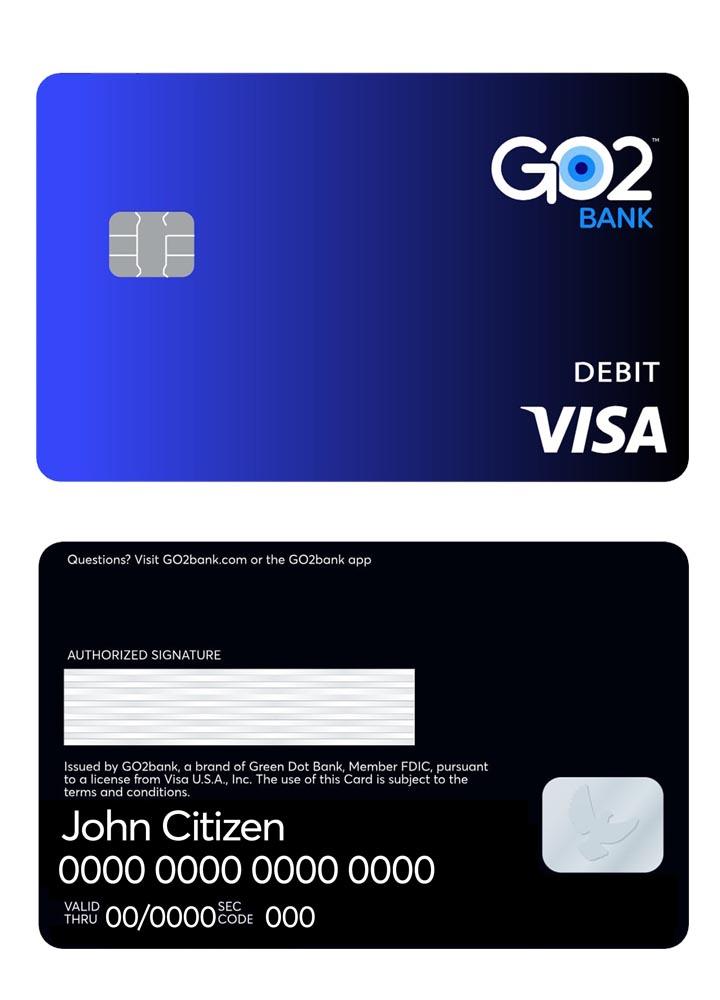 GO2™
BANK
DEBIT
VISA
Questions? Visit GO2bank.com or the GO2bank app
AUTHORIZED SIGNATURE
Issued by GO2bank, a brand of Green Dot Bank, Member FDIC, pursuant
to a license from Visa U.S.A., Inc. The use of this Card is subject to the
terms and conditions.
John Citizen
0000 0000 0000 0000
VALID THRU 00/0000 SEC CODE 000